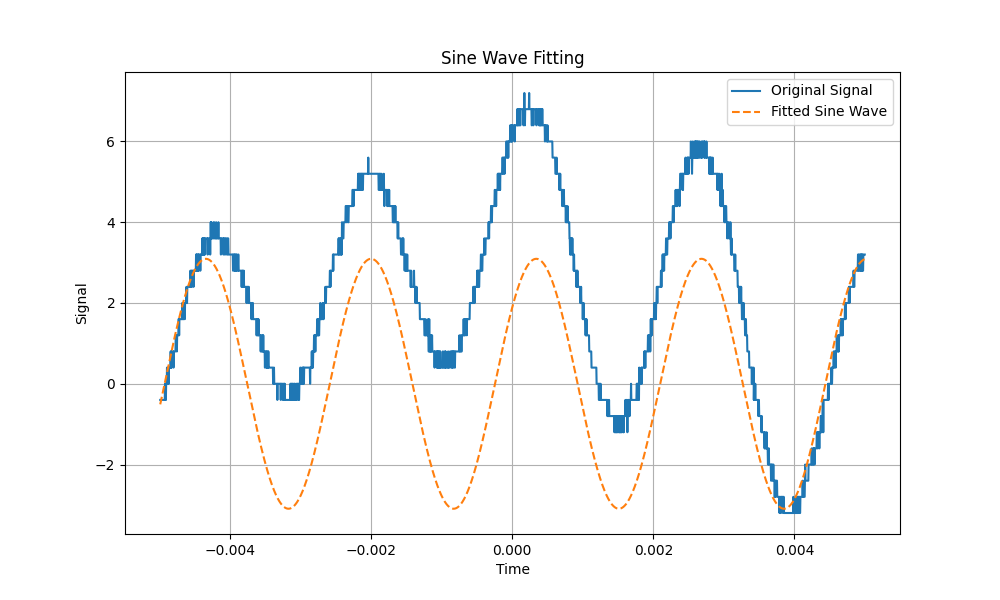 Sine Wave Fitting
Original Signal
Fitted Sine Wave
6
4
2
0
−2
Signal
−0.004 −0.002 0.000 0.002 0.004
Time